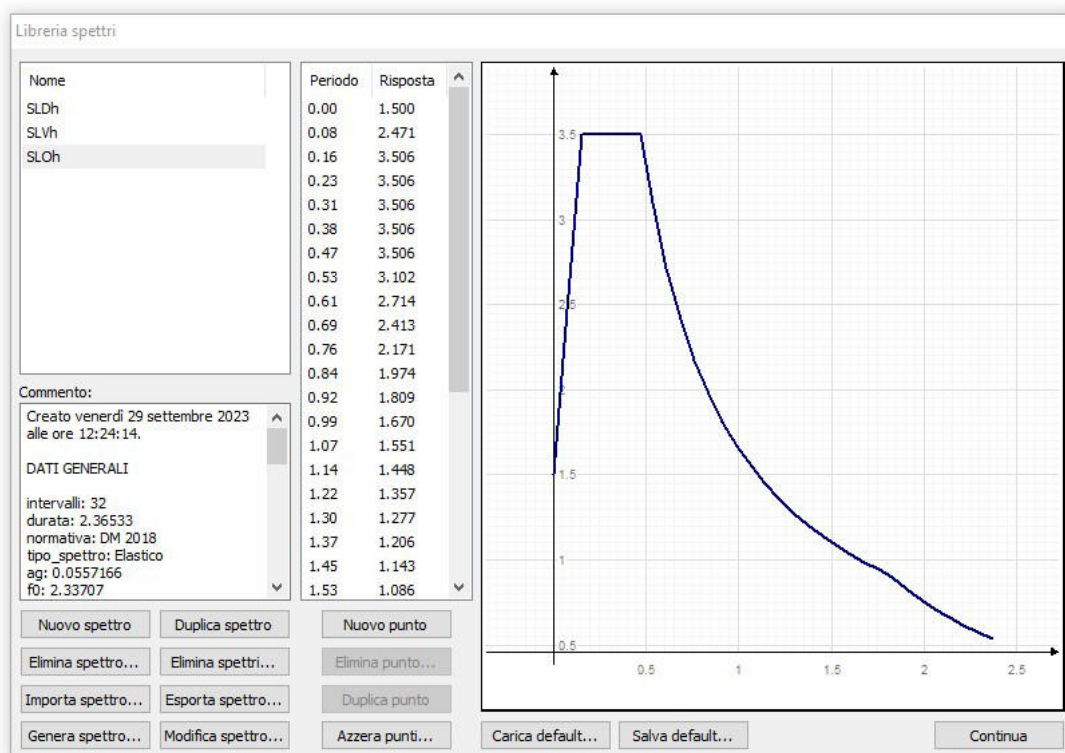 Libreria spettri
Nome
SLDh
SLVh
SLOh
Commento:
Creato venerdì 29 settembre 2023
alle ore 12:24:14.
DATI GENERALI
intervalli: 32
durata: 2.36533
normativa: DM 2018
tipo_spettro: Elastico
ag: 0.0557166
f0: 2.33707
Periodo Risposta
0.00 1.500
0.08 2.471
0.16 3.506
0.23 3.506
0.31 3.506
0.38 3.506
0.47 3.506
0.53 3.102
0.61 2.714
0.69 2.413
0.76 2.171
0.84 1.974
0.92 1.809
0.99 1.670
1.07 1.551
1.14 1.448
1.22 1.357
1.30 1.277
1.37 1.206
1.45 1.143
1.53 1.086
3.5
3
2.5
2
1.5
1
0.5
0.5 1 1.5 2 2.5
Nuovo spettro Duplica spettro Nuovo punto
Elimina spettro... Elimina spettri... Elimina punto...
Importa spettro... Esporta spettro... Duplica punto
Genera spettro... Modifica spettro... Azzera punti... Carica default... Salva default... Continua